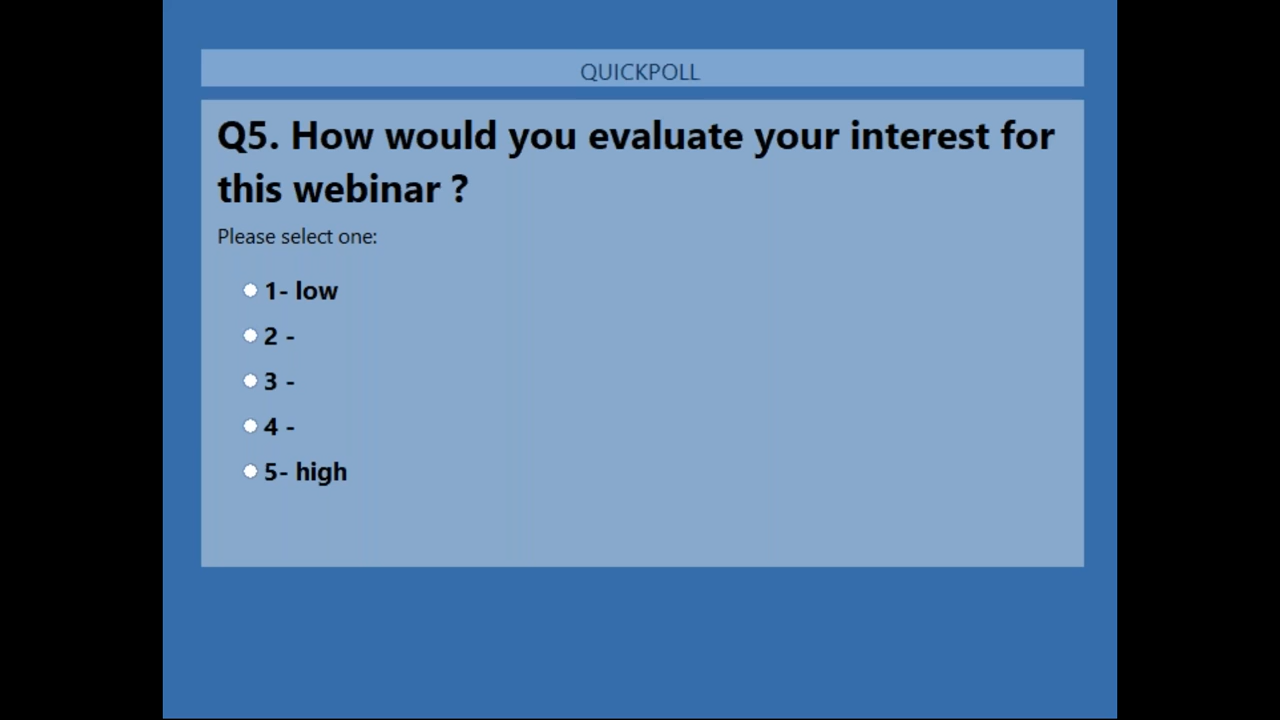 QUICKPOLL
Q5. How would you evaluate your interest for
this webinar ?
Please select one:
1- low
2 -
3 -
4 -
5- high